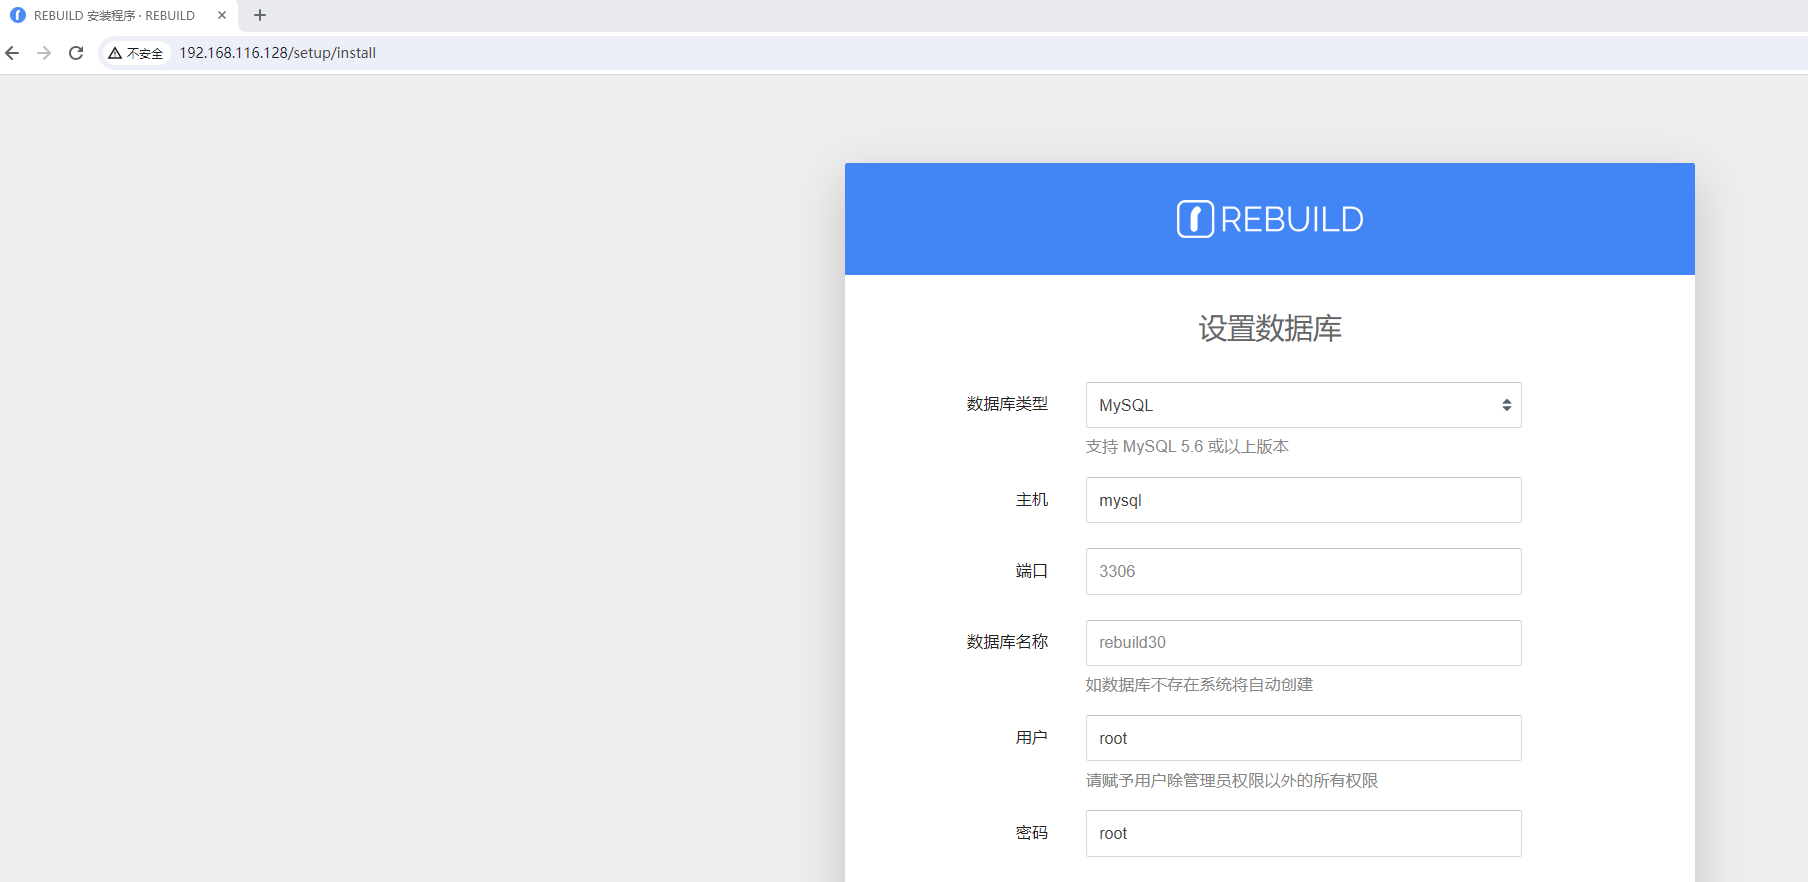 REBUILD 安装程序 · REBUILD
不安全
192.168.116.128/setup/install
REBUILD
设置数据库
数据库类型
MySQL
支持 MySQL 5.6 或以上版本
主机
mysql
端口
3306
数据库名称
rebuild30
如数据库不存在系统将自动创建
用户
root
请赋予用户除管理员权限以外的所有权限
密码
root